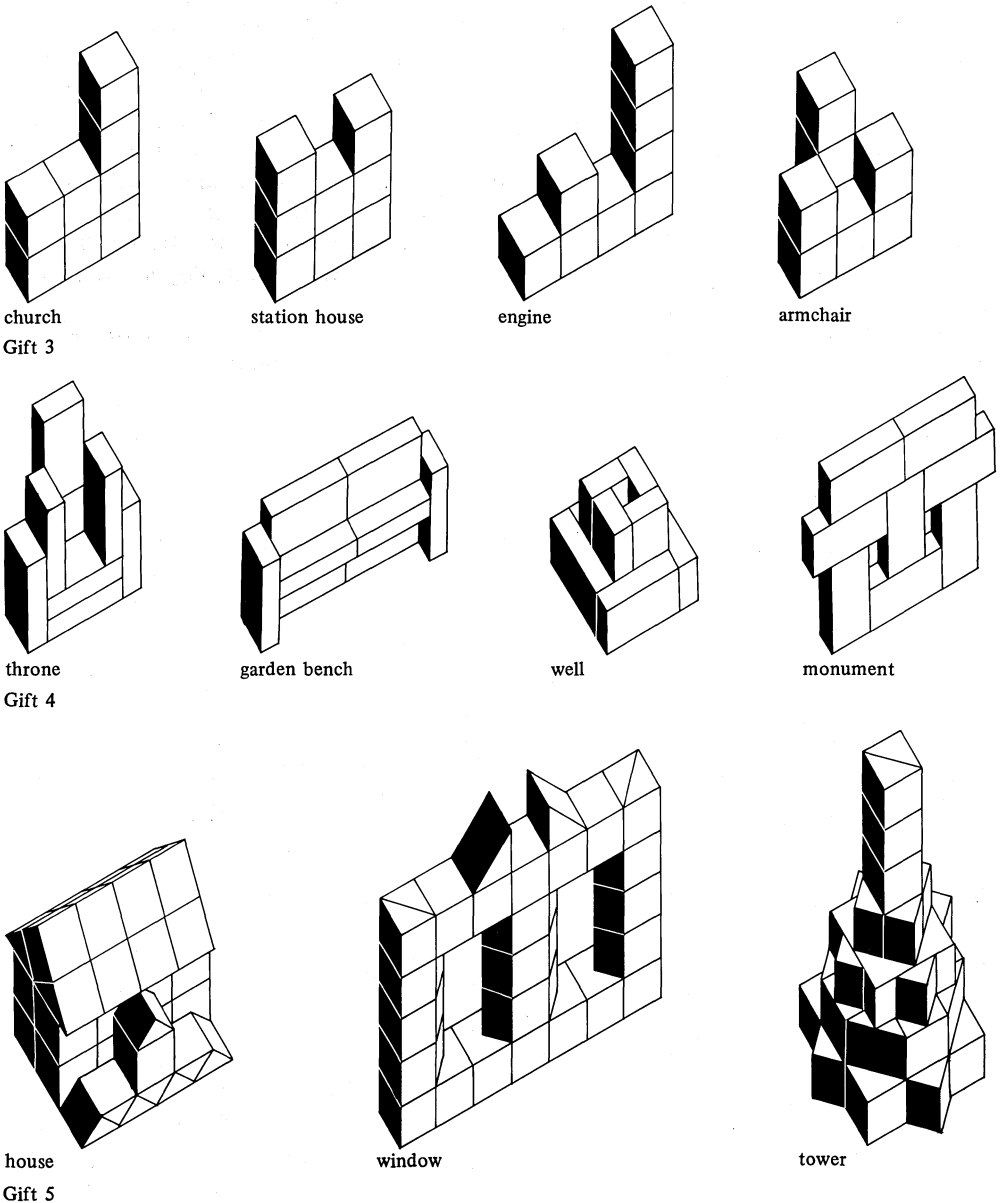 church
station house
engine
armchair
Gift 3
throne
garden bench
well
monument
Gift 4
house
window
tower
Gift 5